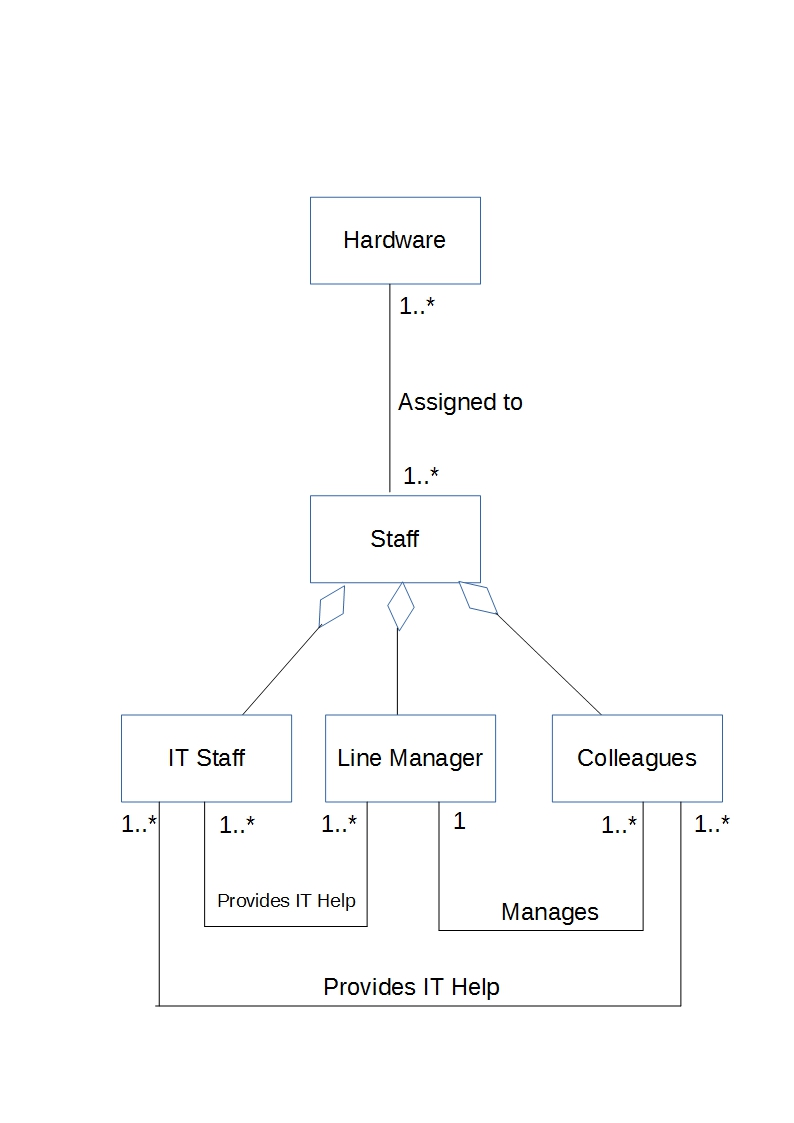 Hardware
1..*
Assigned to
1..*
Staff
IT Staff
Line Manager
Colleagues
1..*
1..*
1..*
1
1..*
1..*
Provides IT Help
Manages
Provides IT Help